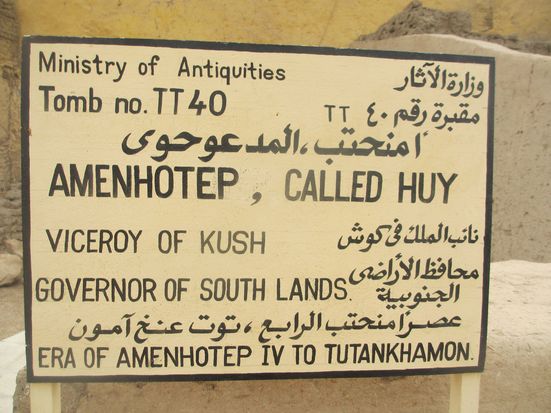 Ministry of Antiquities وزارة الآثار
Tomb no. TT 40 مقبرة رقم ٤٠ TT
أمنحتب، المدعو حوى
AMENHOTEP, CALLED HUY
VICEROY OF KUSH نائب الملك فى كوش
محافظ الأراضى
GOVERNOR OF SOUTH LANDS. الجنوبية
عصر أمنحتب الرابع، توت عنخ آمون
ERA OF AMENHOTEP IV TO TUTANKHAMON.